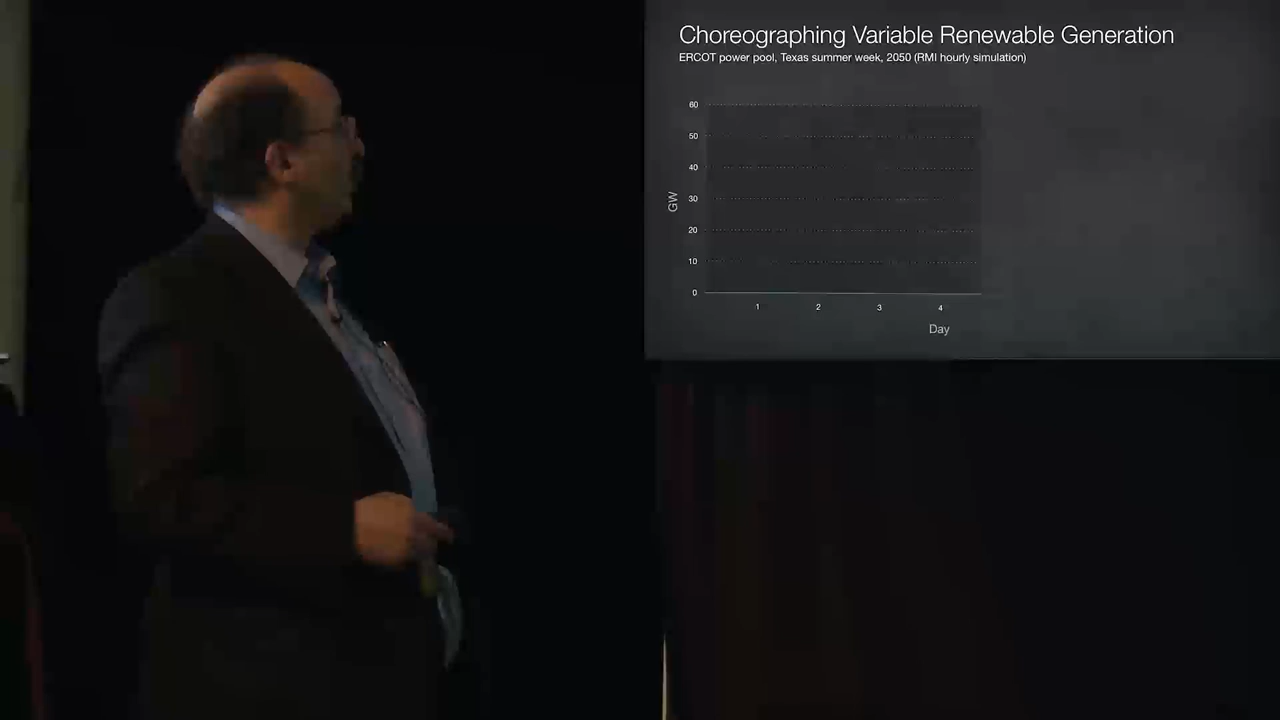 Choreographing Variable Renewable Generation
ERCOT power pool, Texas summer week, 2050 (RMI hourly simulation)
60
50
40
30
20
10
0
GW
1 2 3 4
Day